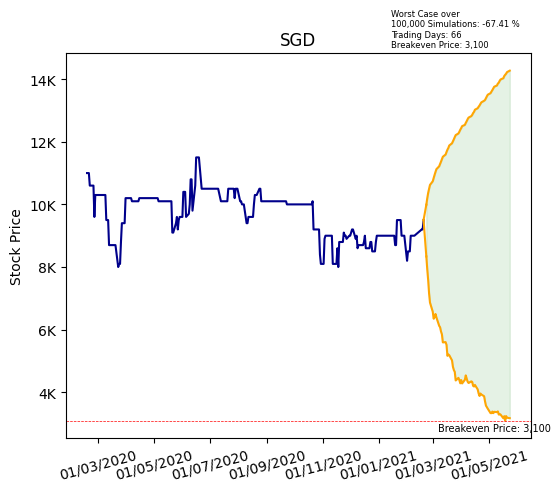 Worst Case over
100,000 Simulations: -67.41 %
Trading Days: 66
Breakeven Price: 3,100
SGD
14K
12K
10K
8K
6K
4K
Stock Price
Breakeven Price: 3,100
01/03/2020
01/05/2020
01/07/2020
01/09/2020
01/11/2020
01/01/2021
01/03/2021
01/05/2021